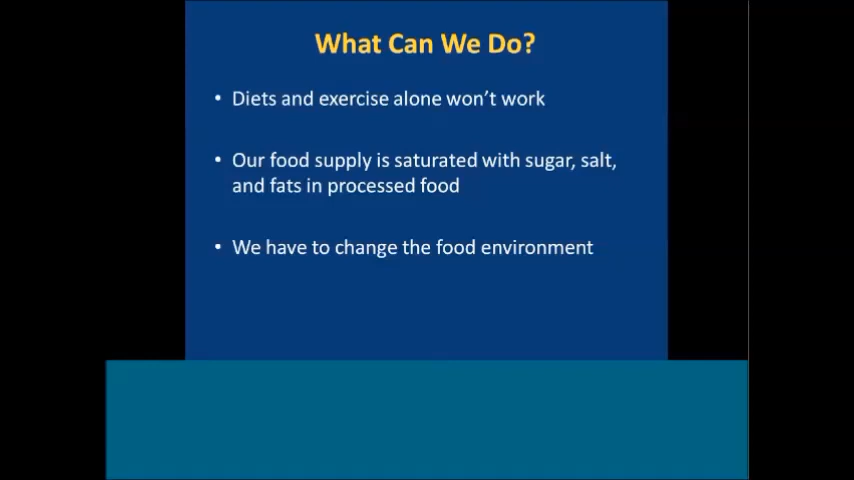 What Can We Do?
• Diets and exercise alone won't work
• Our food supply is saturated with sugar, salt,
and fats in processed food
• We have to change the food environment